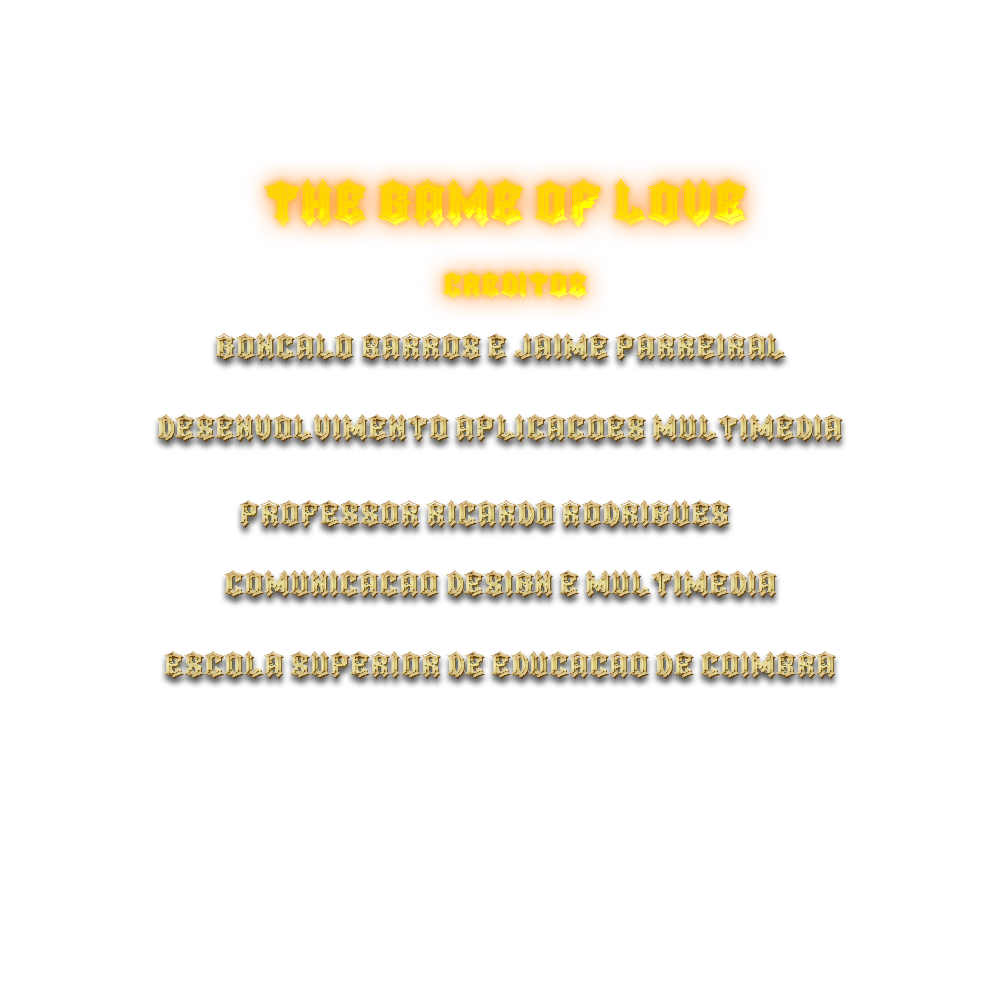 THE GAME OF LOVE
CREDITOS
GONCALO BARROS E JAIME PARREIRAL
DESENVOLVIMENTO APLICACOES MULTIMEDIA
PROFESSOR RICARDO RODRIGUES
COMUNICACAO DESIGN E MULTIMEDIA
ESCOLA SUPERIOR DE EDUCACAO DE COIMBRA